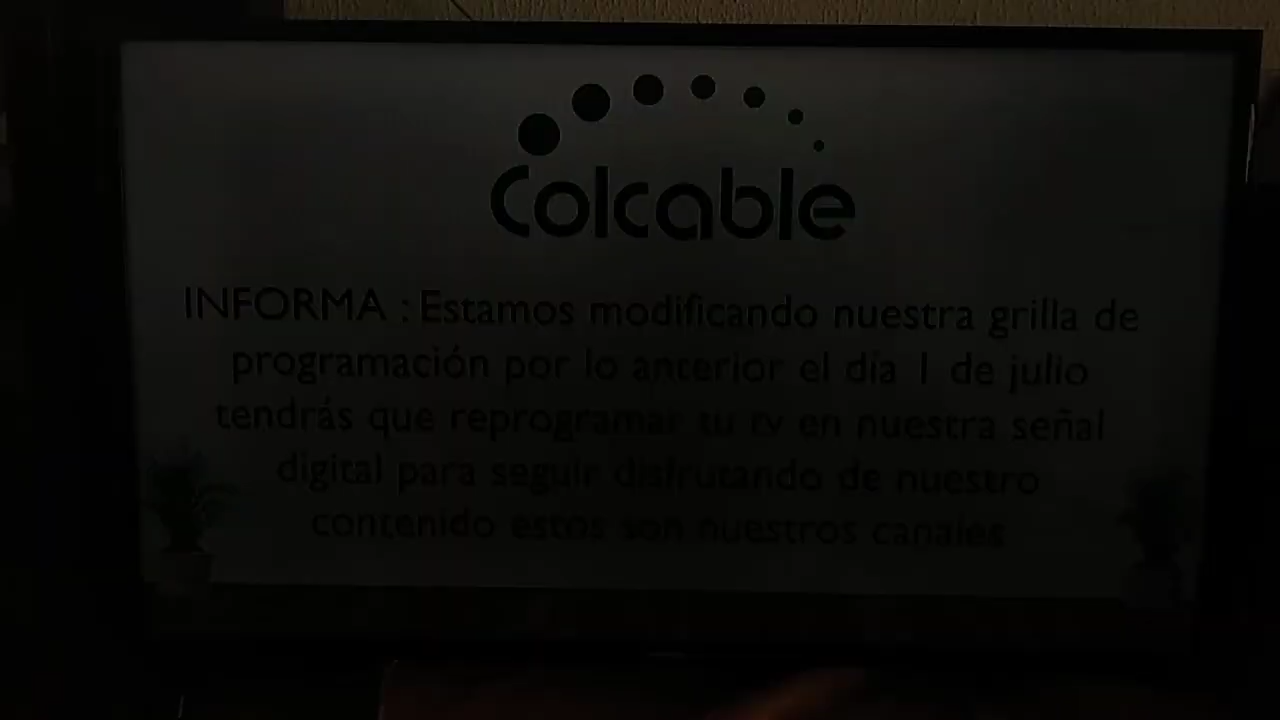 Colcable
INFORMA : Estamos modificando nuestra grilla de
programación por lo anterior el día 1 de julio
tendrás que reprogramar tu tv en nuestra señal
digital para seguir disfrutando de nuestro
contenido estos son nuestros canales